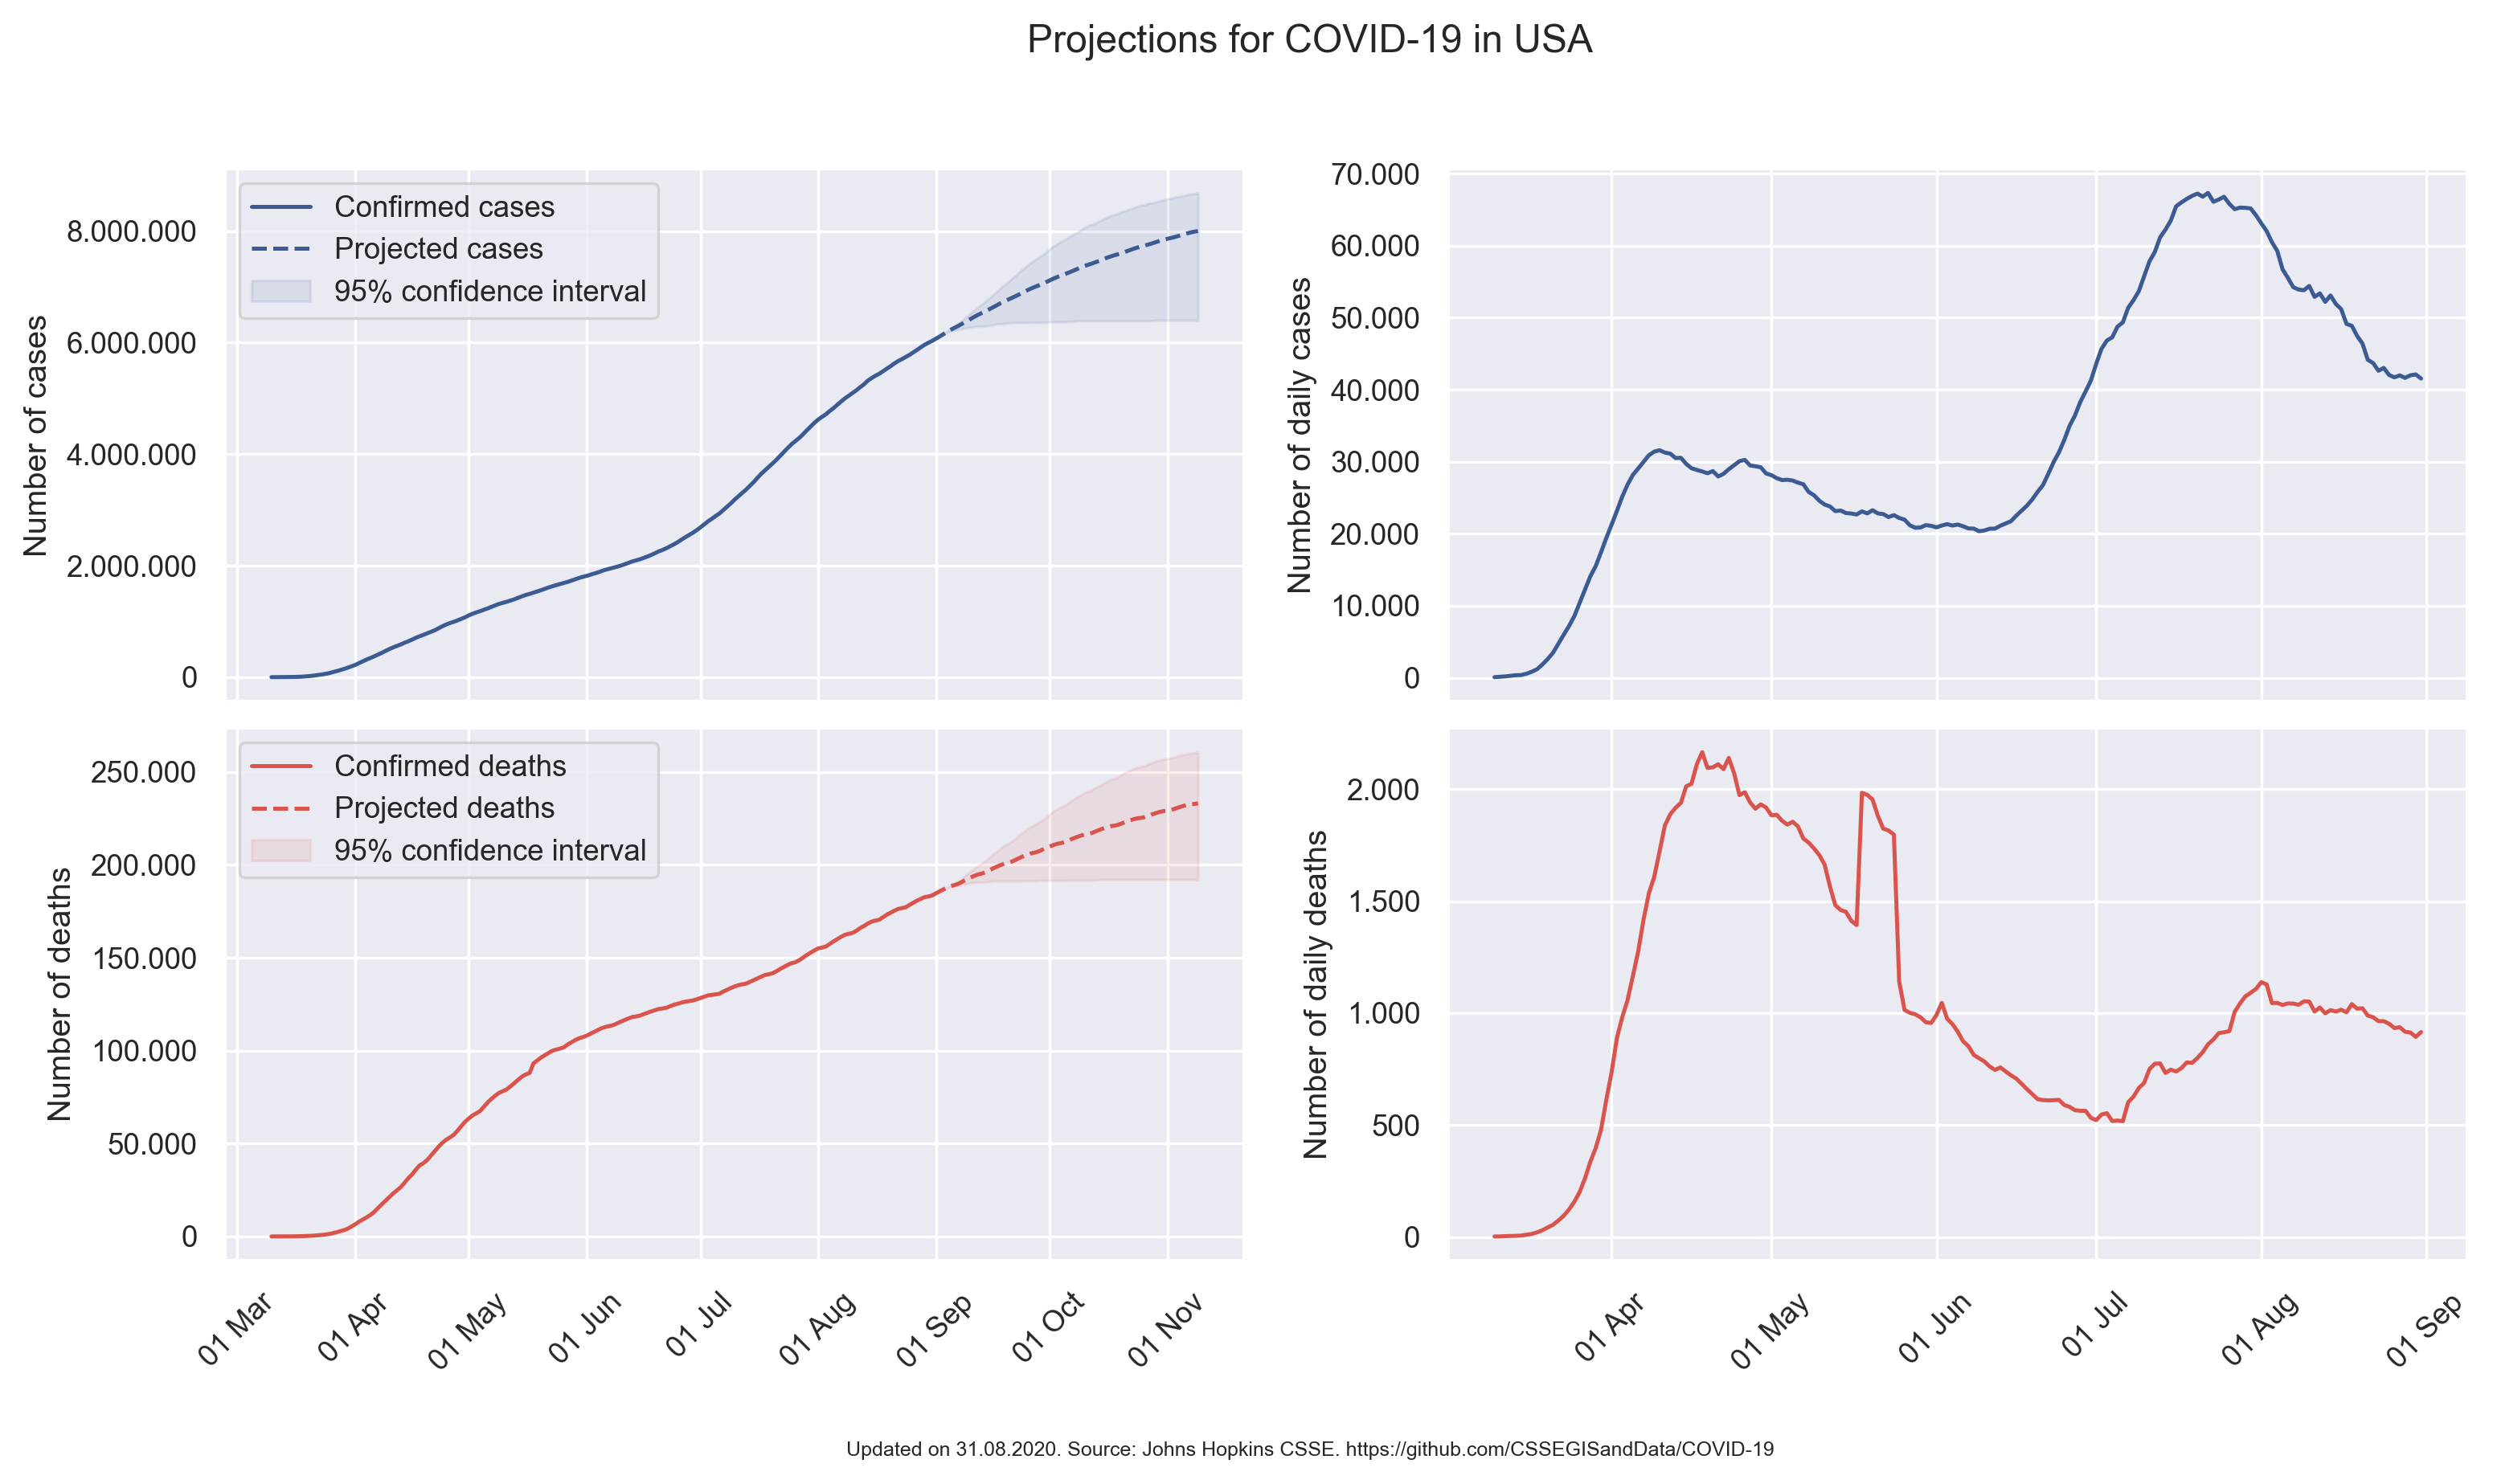 Projections for COVID-19 in USA
Number of cases
8.000.000
6.000.000
4.000.000
2.000.000
0
Confirmed cases
Projected cases
95% confidence interval
Number of daily cases
70.000
60.000
50.000
40.000
30.000
20.000
10.000
0
Number of deaths
250.000
200.000
150.000
100.000
50.000
0
Confirmed deaths
Projected deaths
95% confidence interval
01 Mar
01 Apr
01 May
01 Jun
01 Jul
01 Aug
01 Sep
01 Oct
01 Nov
Number of daily deaths
2.000
1.500
1.000
500
0
01 Apr
01 May
01 Jun
01 Jul
01 Aug
01 Sep
Updated on 31.08.2020. Source: Johns Hopkins CSSE. https://github.com/CSSEGISandData/COVID-19